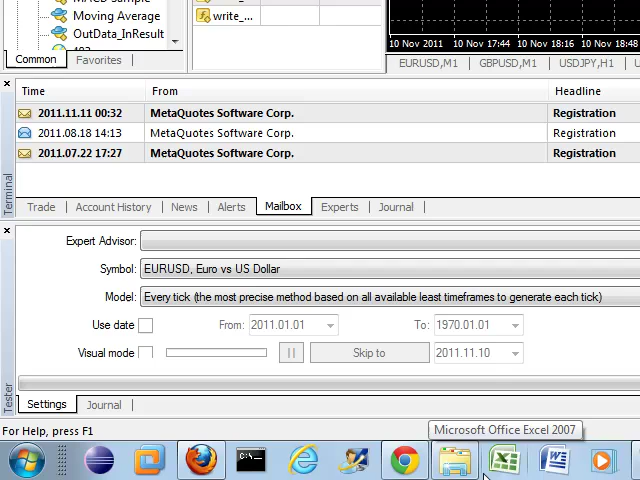 Moving Average
OutData_InResult
Common
Favorites
write_...
10 Nov 2011
10 Nov 17:44
10 Nov 18:16
10 Nov 18:48
EURUSD,M1
GBPUSD,M1
USDJPY,H1
Time
From
Headline
2011.11.11 00:32
MetaQuotes Software Corp.
Registration
2011.08.18 14:13
MetaQuotes Software Corp.
Registration
2011.07.22 17:27
MetaQuotes Software Corp.
Registration
Terminal
Trade
Account History
News
Alerts
Mailbox
Experts
Journal
Expert Advisor:
Symbol:
EURUSD, Euro vs US Dollar
Model:
Every tick (the most precise method based on all available least timeframes to generate each tick)
Use date
From:
2011.01.01
To:
1970.01.01
Visual mode
Skip to
2011.11.10
Tester
Settings
Journal
For Help, press F1
Microsoft Office Excel 2007
C:\_